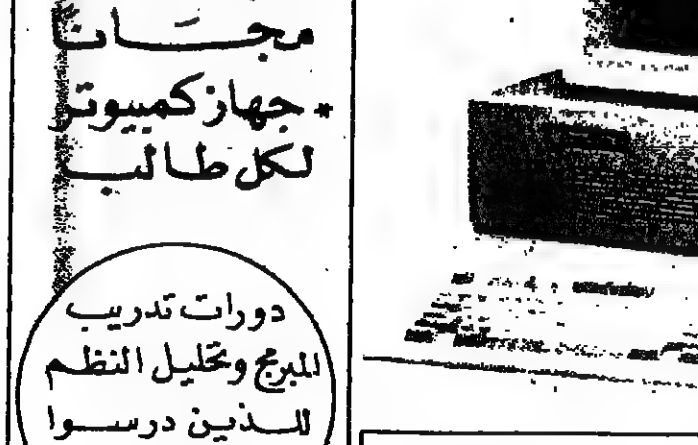 مجانا
* جهاز كمبيوتر
لكل طالب
دورات تدريب
المبرمج وتحليل النظم
للذين درسوا